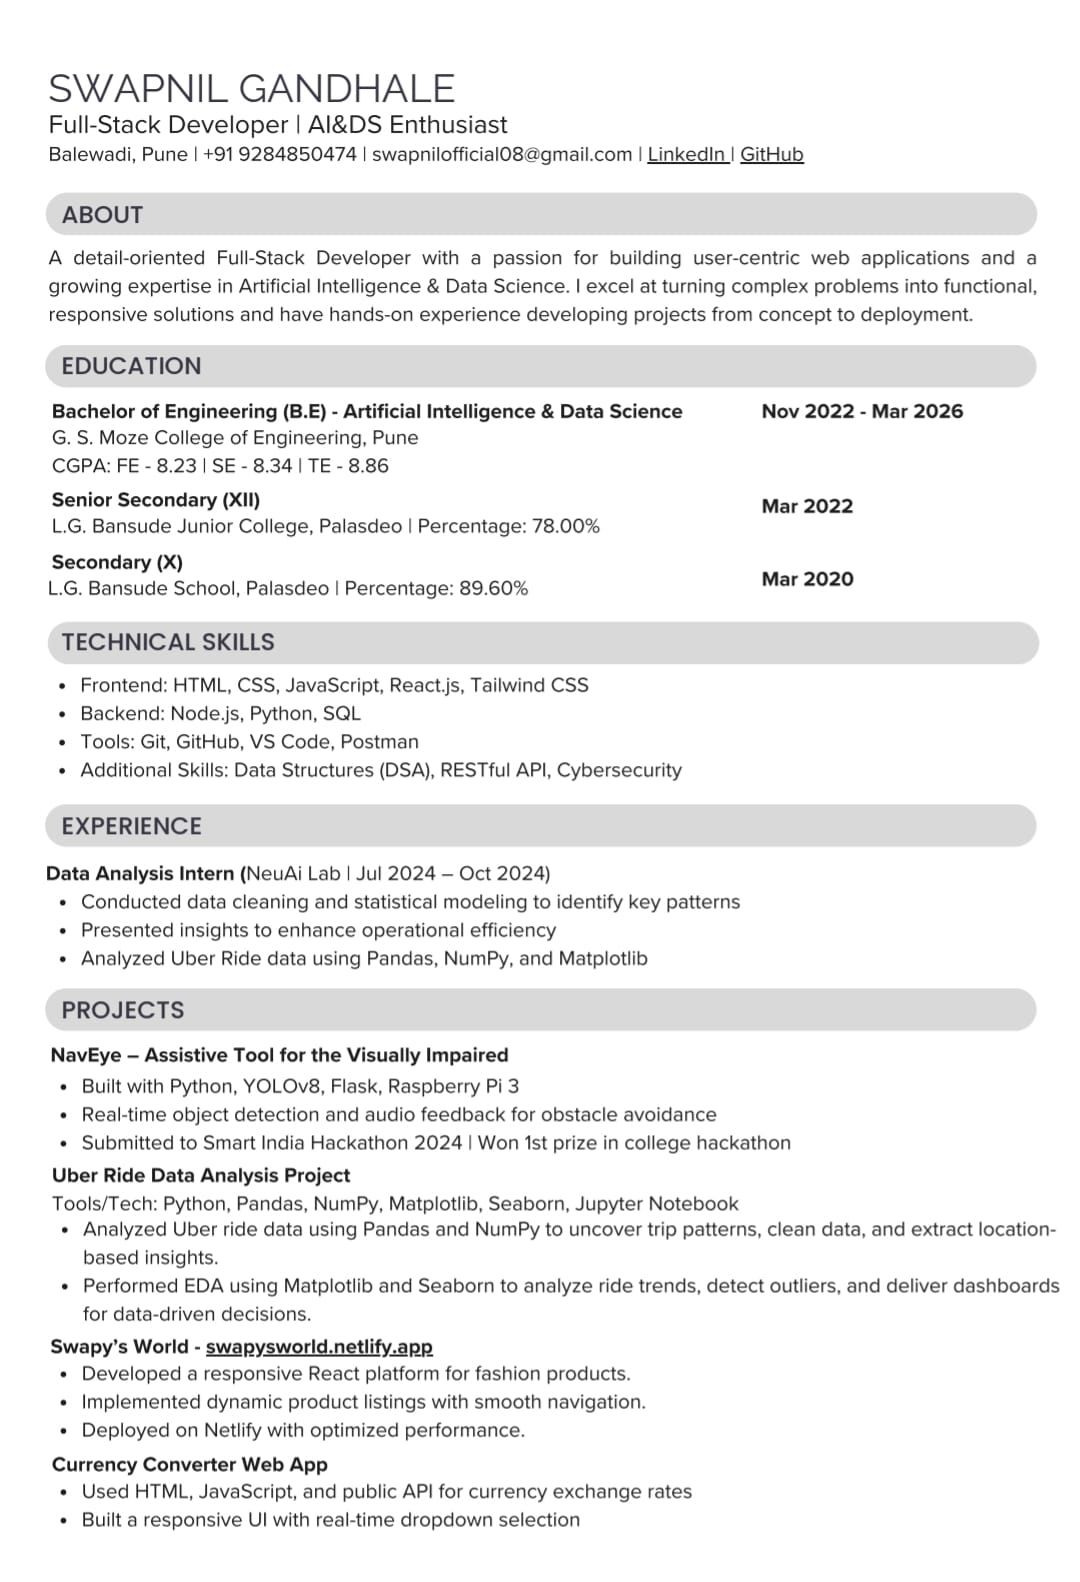 SWAPNIL GANDHALE
Full-Stack Developer | AI&DS Enthusiast
Balewadi, Pune | +91 9284850474 | swapnilofficial08@gmail.com | LinkedIn | GitHub
ABOUT
A detail-oriented Full-Stack Developer with a passion for building user-centric web applications and a
growing expertise in Artificial Intelligence & Data Science. I excel at turning complex problems into functional,
responsive solutions and have hands-on experience developing projects from concept to deployment.
EDUCATION
Bachelor of Engineering (B.E) - Artificial Intelligence & Data Science Nov 2022 - Mar 2026
G. S. Moze College of Engineering, Pune
CGPA: FE - 8.23 | SE - 8.34 | TE - 8.86
Senior Secondary (XII) Mar 2022
L.G. Bansude Junior College, Palasdeo | Percentage: 78.00%
Secondary (X) Mar 2020
L.G. Bansude School, Palasdeo | Percentage: 89.60%
TECHNICAL SKILLS
• Frontend: HTML, CSS, JavaScript, React.js, Tailwind CSS
• Backend: Node.js, Python, SQL
• Tools: Git, GitHub, VS Code, Postman
• Additional Skills: Data Structures (DSA), RESTful API, Cybersecurity
EXPERIENCE
Data Analysis Intern (NeuAi Lab | Jul 2024 – Oct 2024)
• Conducted data cleaning and statistical modeling to identify key patterns
• Presented insights to enhance operational efficiency
• Analyzed Uber Ride data using Pandas, NumPy, and Matplotlib
PROJECTS
NavEye – Assistive Tool for the Visually Impaired
• Built with Python, YOLOv8, Flask, Raspberry Pi 3
• Real-time object detection and audio feedback for obstacle avoidance
• Submitted to Smart India Hackathon 2024 | Won 1st prize in college hackathon
Uber Ride Data Analysis Project
Tools/Tech: Python, Pandas, NumPy, Matplotlib, Seaborn, Jupyter Notebook
• Analyzed Uber ride data using Pandas and NumPy to uncover trip patterns, clean data, and extract location-
based insights.
• Performed EDA using Matplotlib and Seaborn to analyze ride trends, detect outliers, and deliver dashboards
for data-driven decisions.
Swapy’s World - swapysworld.netlify.app
• Developed a responsive React platform for fashion products.
• Implemented dynamic product listings with smooth navigation.
• Deployed on Netlify with optimized performance.
Currency Converter Web App
• Used HTML, JavaScript, and public API for currency exchange rates
• Built a responsive UI with real-time dropdown selection